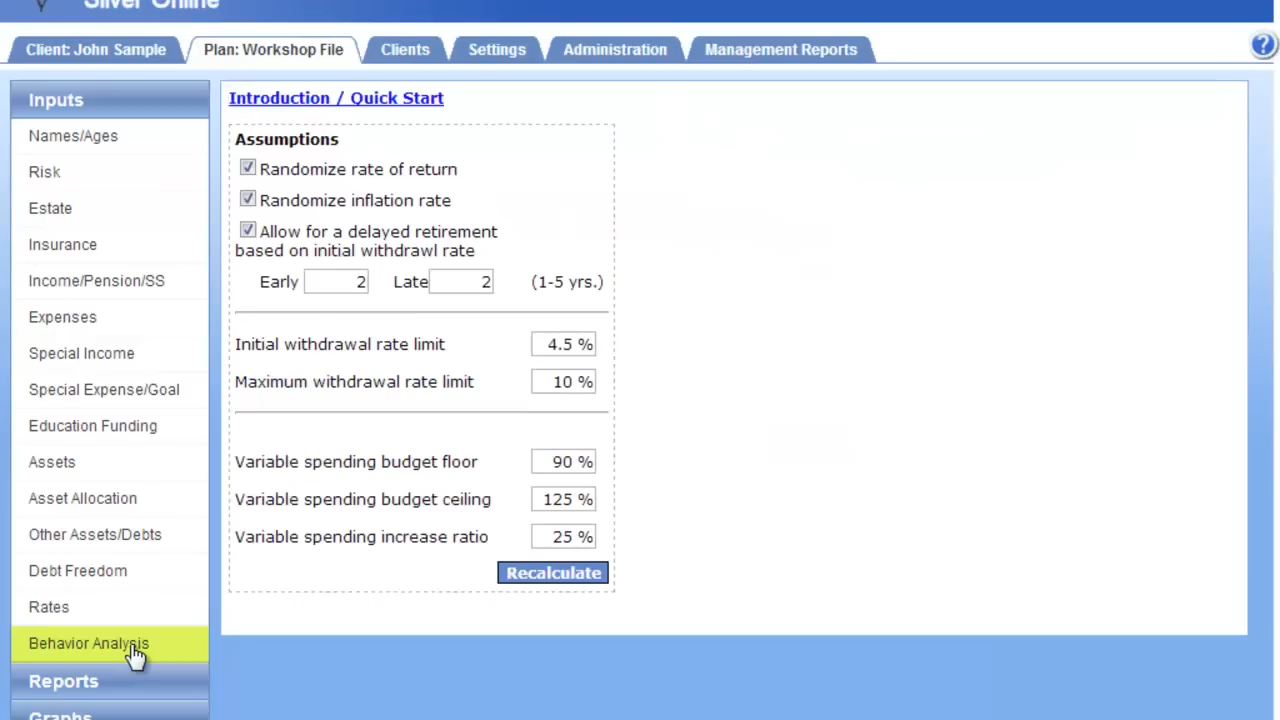 Silver Online
Client: John Sample
Plan: Workshop File
Clients
Settings
Administration
Management Reports
?
Inputs
Names/Ages
Risk
Estate
Insurance
Income/Pension/SS
Expenses
Special Income
Special Expense/Goal
Education Funding
Assets
Asset Allocation
Other Assets/Debts
Debt Freedom
Rates
Behavior Analysis
Reports
Graphs
Introduction / Quick Start
Assumptions
Randomize rate of return
Randomize inflation rate
Allow for a delayed retirement
based on initial withdrawl rate
Early 2 Late 2 (1-5 yrs.)
Initial withdrawal rate limit 4.5 %
Maximum withdrawal rate limit 10 %
Variable spending budget floor 90 %
Variable spending budget ceiling 125 %
Variable spending increase ratio 25 %
Recalculate